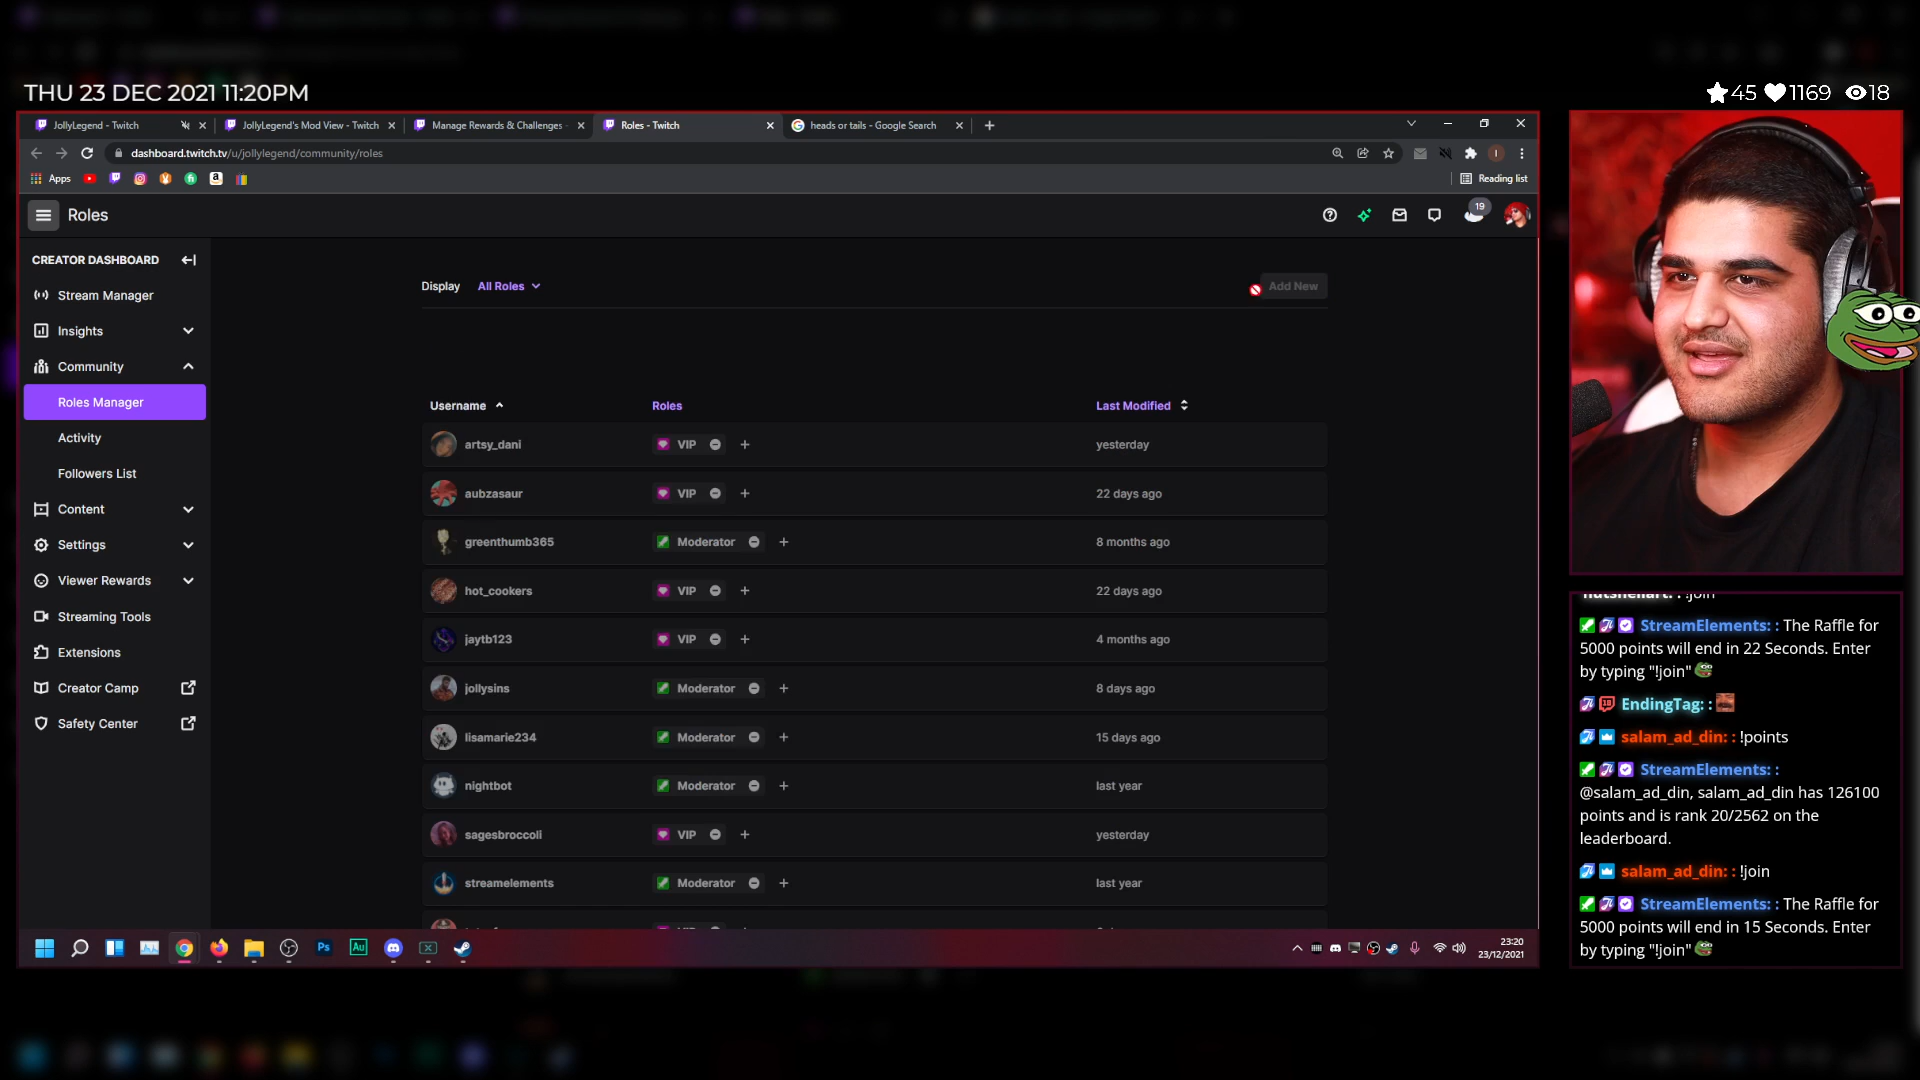 THU 23 DEC 2021 11:20PM
45 1169 18
JollyLegend - Twitch
JollyLegend's Mod View - Twitch
Manage Rewards & Challenges -
Roles - Twitch
heads or tails - Google Search
dashboard.twitch.tv/u/jollylegend/community/roles
Apps
Reading list
Roles
19
CREATOR DASHBOARD
Stream Manager
Insights
Community
Roles Manager
Activity
Followers List
Content
Settings
Viewer Rewards
Streaming Tools
Extensions
Creator Camp
Safety Center
Display All Roles
Add New
Username Roles Last Modified
artsy_dani VIP yesterday
aubzasaur VIP 22 days ago
greenthumb365 Moderator 8 months ago
hot_cookers VIP 22 days ago
jaytb123 VIP 4 months ago
jollysins Moderator 8 days ago
lisamarie234 Moderator 15 days ago
nightbot Moderator last year
sagesbroccoli VIP yesterday
streamelements Moderator last year
!join
StreamElements: : The Raffle for
5000 points will end in 22 Seconds. Enter
by typing "!join"
EndingTag: :
salam_ad_din: : !points
StreamElements: :
@salam_ad_din, salam_ad_din has 126100
points and is rank 20/2562 on the
leaderboard.
salam_ad_din: : !join
StreamElements: : The Raffle for
5000 points will end in 15 Seconds. Enter
by typing "!join"
Ps Au
23:20
23/12/2021